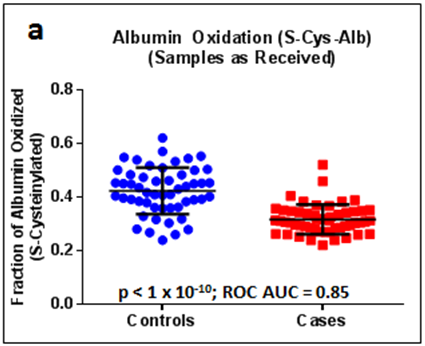 a
Albumin Oxidation (S-Cys-Alb)
(Samples as Received)
Fraction of Albumin Oxidized
(S-Cysteinylated)
0.8
0.6
0.4
0.2
0.0
p < 1 x 10⁻¹⁰; ROC AUC = 0.85
Controls Cases